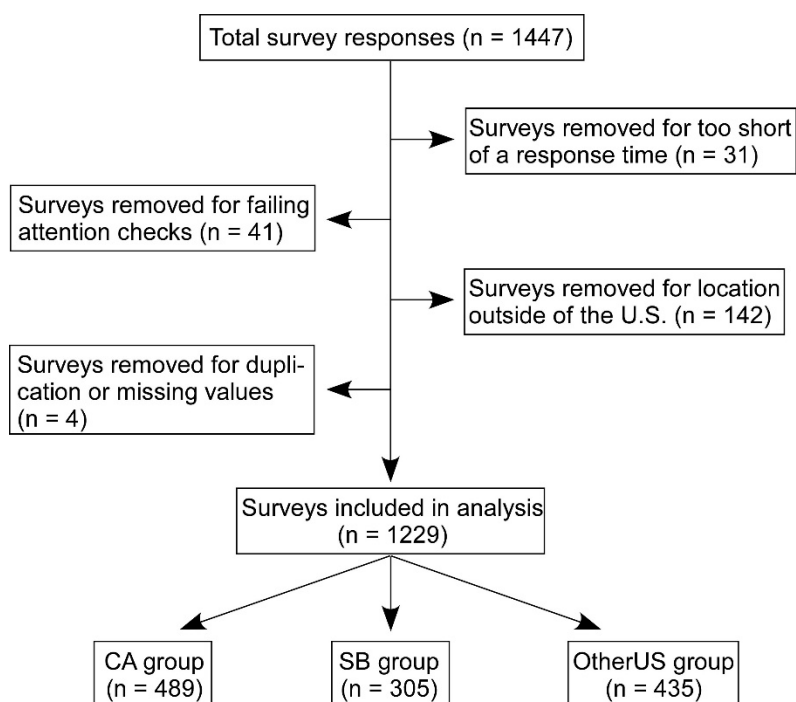 Total survey responses (n = 1447)
Surveys removed for too short
of a response time (n = 31)
Surveys removed for failing
attention checks (n = 41)
Surveys removed for location
outside of the U.S. (n = 142)
Surveys removed for dupli-
cation or missing values
(n = 4)
Surveys included in analysis
(n = 1229)
CA group
(n = 489)
SB group
(n = 305)
OtherUS group
(n = 435)